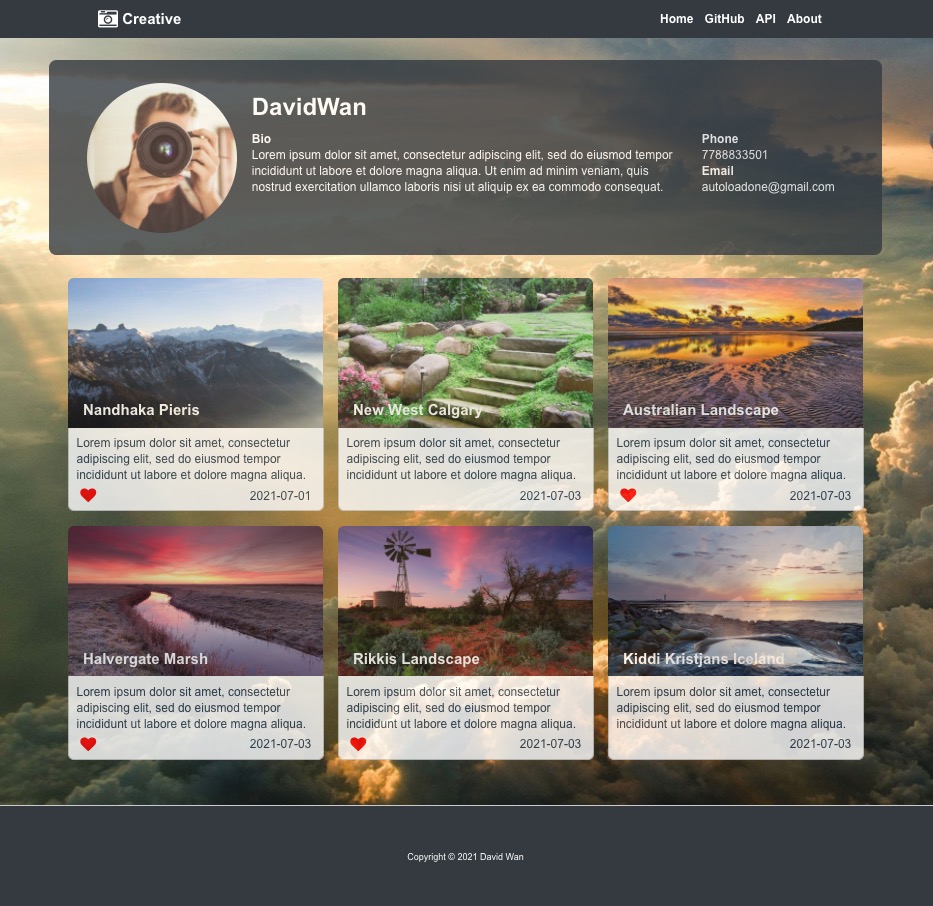 Creative
Home GitHub API About
DavidWan
Bio
Lorem ipsum dolor sit amet, consectetur adipiscing elit, sed do eiusmod tempor
incididunt ut labore et dolore magna aliqua. Ut enim ad minim veniam, quis
nostrud exercitation ullamco laboris nisi ut aliquip ex ea commodo consequat.
Phone
7788833501
Email
autoloadone@gmail.com
Nandhaka Pieris
Lorem ipsum dolor sit amet, consectetur
adipiscing elit, sed do eiusmod tempor
incididunt ut labore et dolore magna aliqua.
2021-07-01
New West Calgary
Lorem ipsum dolor sit amet, consectetur
adipiscing elit, sed do eiusmod tempor
incididunt ut labore et dolore magna aliqua.
2021-07-03
Australian Landscape
Lorem ipsum dolor sit amet, consectetur
adipiscing elit, sed do eiusmod tempor
incididunt ut labore et dolore magna aliqua.
2021-07-03
Halvergate Marsh
Lorem ipsum dolor sit amet, consectetur
adipiscing elit, sed do eiusmod tempor
incididunt ut labore et dolore magna aliqua.
2021-07-03
Rikkis Landscape
Lorem ipsum dolor sit amet, consectetur
adipiscing elit, sed do eiusmod tempor
incididunt ut labore et dolore magna aliqua.
2021-07-03
Kiddi Kristjans Iceland
Lorem ipsum dolor sit amet, consectetur
adipiscing elit, sed do eiusmod tempor
incididunt ut labore et dolore magna aliqua.
2021-07-03
Copyright © 2021 David Wan